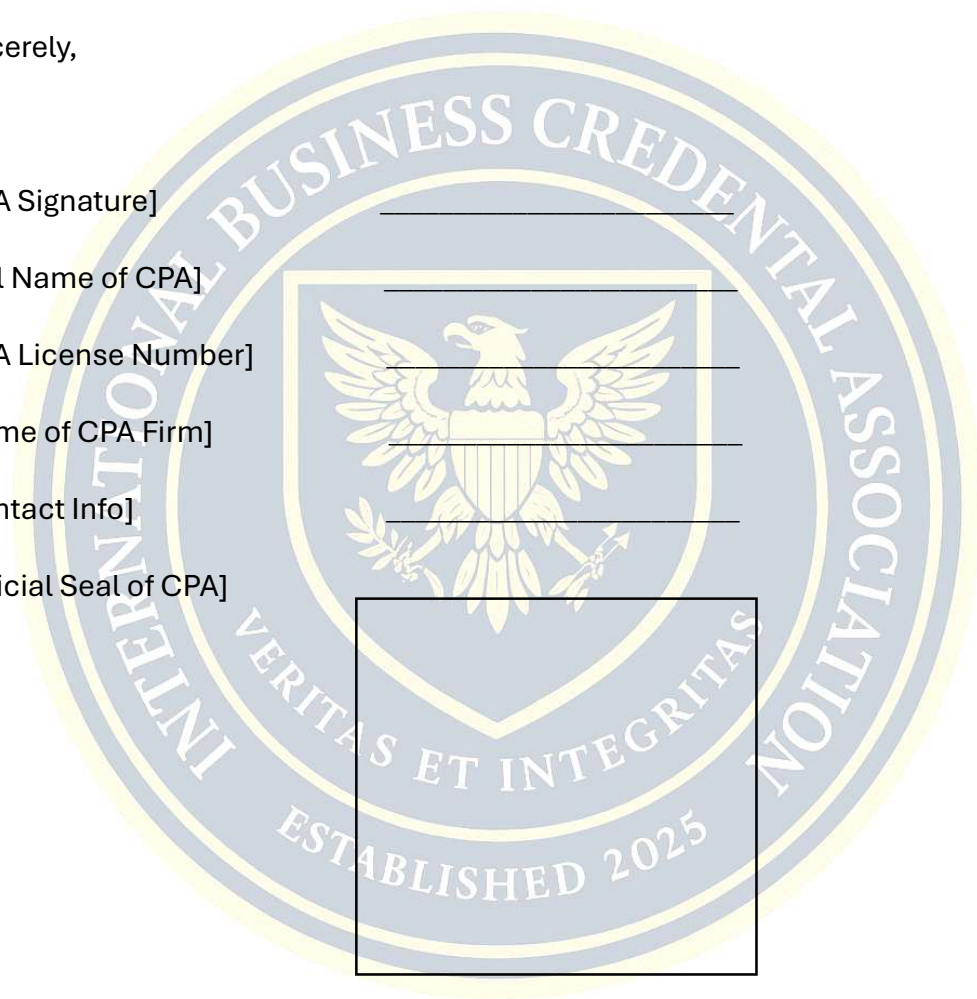 cerely,
A Signature]
l Name of CPA]
A License Number]
me of CPA Firm]
ntact Info]
icial Seal of CPA]
INTERNATIONAL BUSINESS CREDENTAL ASSOCIATION
VERITAS ET INTEGRITAS
ESTABLISHED 2025